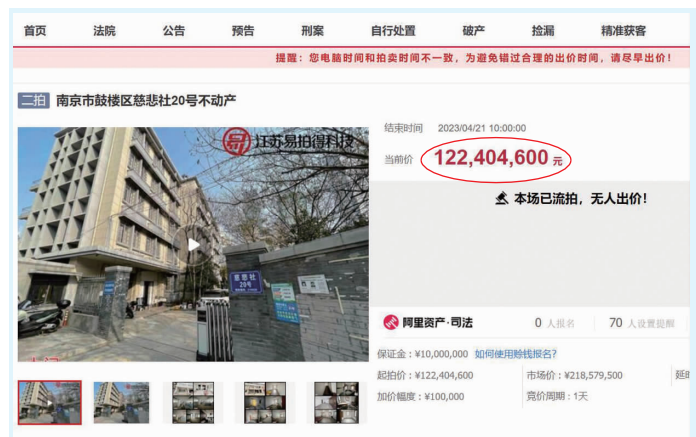 首页 法院 公告 预告 刑案 自行处置 破产 捡漏 精准获客
提醒：您电脑时间和拍卖时间不一致，为避免错过合理的出价时间，请尽早出价！
二拍 南京市鼓楼区慈悲社20号不动产
江苏易拍得科技
慈悲社
20号
结束时间 2023/04/21 10:00:00
当前价 122,404,600 元
本场已流拍，无人出价！
阿里资产·司法 0 人报名 70 人设置提醒
保证金：¥10,000,000 如何使用赊钱报名?
起拍价：¥122,404,600 市场价：¥218,579,500 延时
加价幅度：¥100,000 竞价周期：1天